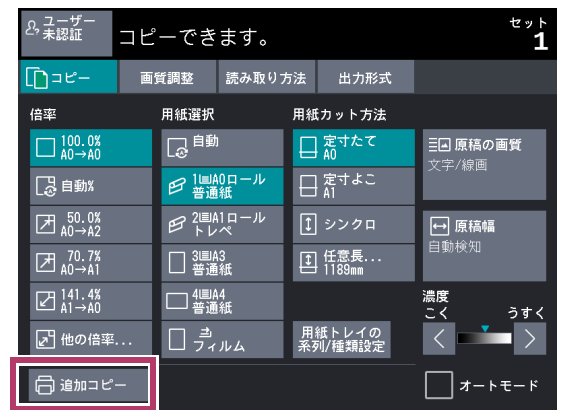 ユーザー
未認証
コピーできます。
セット
1
コピー
画質調整
読み取り方法
出力形式
倍率
用紙選択
用紙カット方法
100.0%
A0→A0
自動
定寸たて
A0
原稿の画質
文字/線画
自動%
1 A0ロール
普通紙
定寸よこ
A1
50.0%
A0→A2
2 A1ロール
トレペ
シンクロ
原稿幅
自動検知
70.7%
A0→A1
3 A3
普通紙
任意長...
1189mm
141.4%
A1→A0
4 A4
普通紙
濃度
こく
うすく
他の倍率...
フィルム
用紙トレイの
系列/種類設定
追加コピー
オートモード